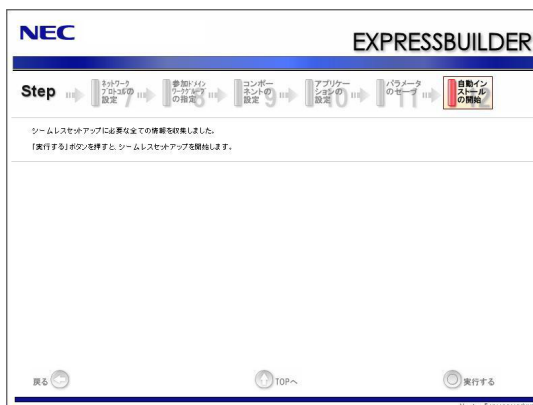 NEC
EXPRESSBUILDER
Step
ネットワーク
プロトコルの
設定
7
参加ドメイン
ワークグループ
の指定
8
コンポー
ネントの
設定
9
アプリケー
ションの
設定
10
パラメータ
のセーブ
11
自動イン
ストール
の開始
12
シームレスセットアップに必要な全ての情報を収集しました。
「実行する」ボタンを押すと、シームレスセットアップを開始します。
戻る
TOPへ
実行する